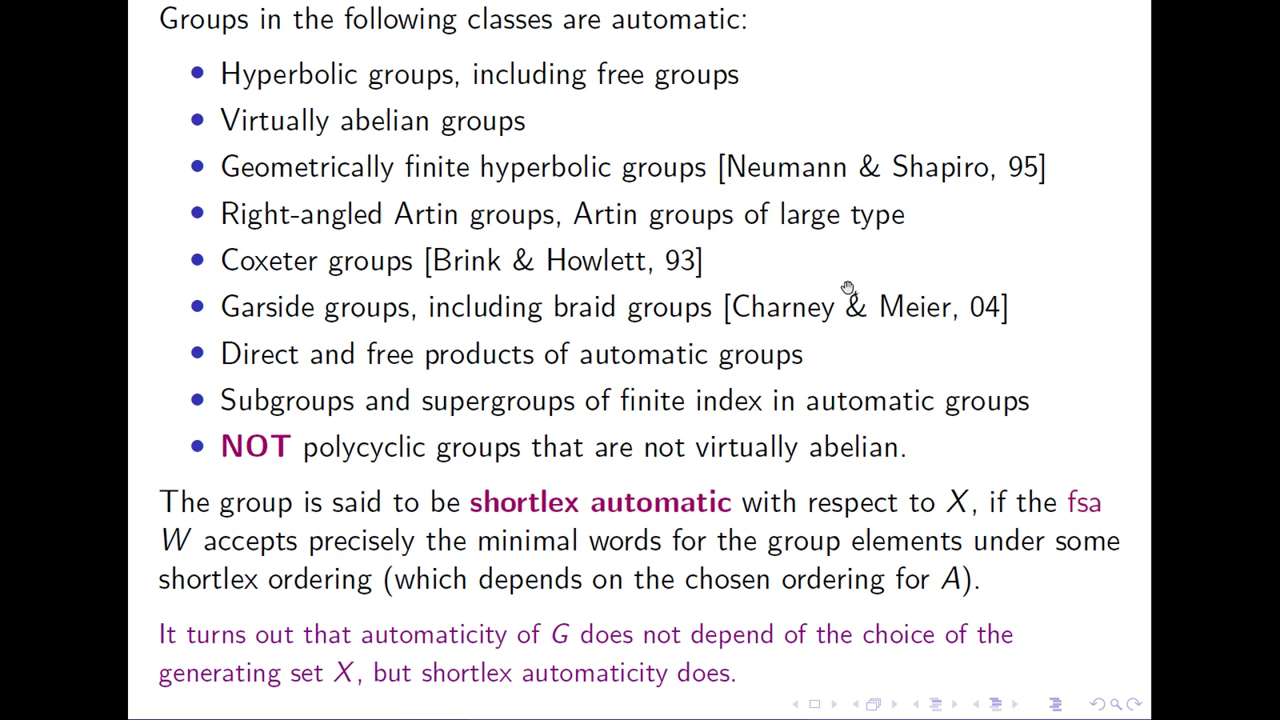 Groups in the following classes are automatic:
• Hyperbolic groups, including free groups
• Virtually abelian groups
• Geometrically finite hyperbolic groups [Neumann & Shapiro, 95]
• Right-angled Artin groups, Artin groups of large type
• Coxeter groups [Brink & Howlett, 93]
• Garside groups, including braid groups [Charney & Meier, 04]
• Direct and free products of automatic groups
• Subgroups and supergroups of finite index in automatic groups
• NOT polycyclic groups that are not virtually abelian.
The group is said to be shortlex automatic with respect to X, if the fsa
W accepts precisely the minimal words for the group elements under some
shortlex ordering (which depends on the chosen ordering for A).
It turns out that automaticity of G does not depend of the choice of the
generating set X, but shortlex automaticity does.